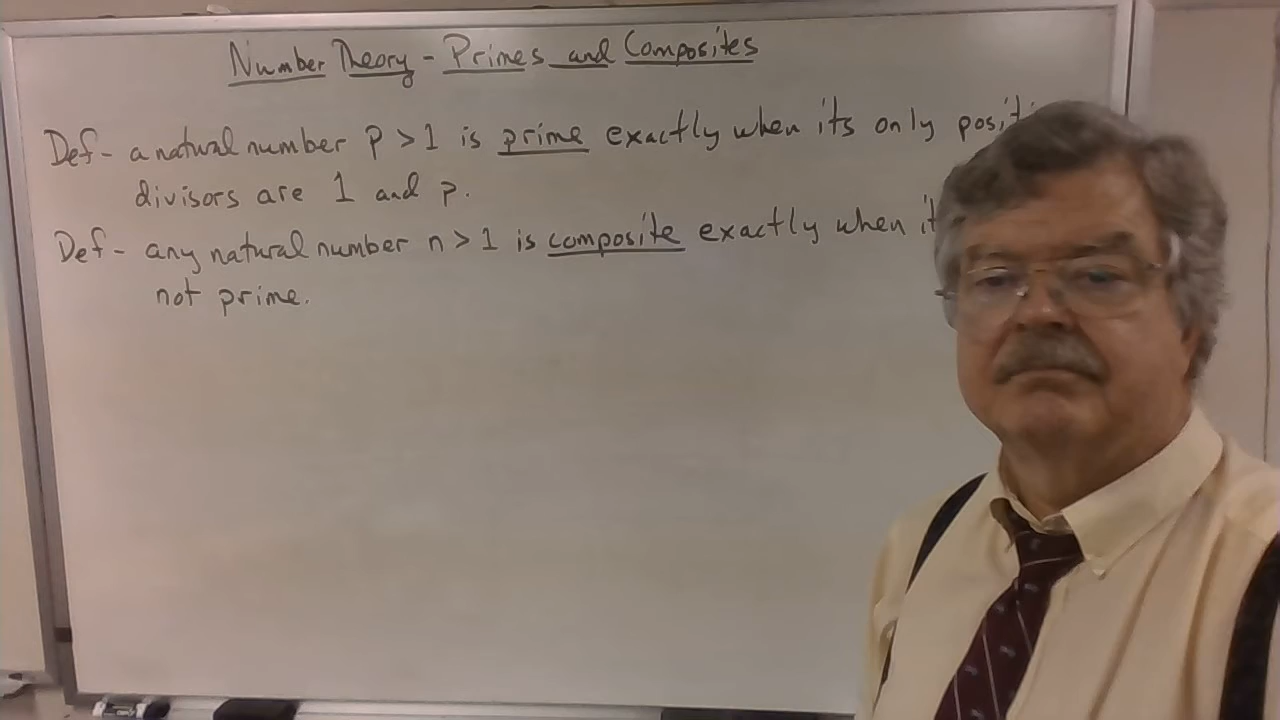 Number Theory - Primes and Composites
Def - a natural number p > 1 is prime exactly when its only positi
divisors are 1 and p.
Def - any natural number n > 1 is composite exactly when it
not prime.